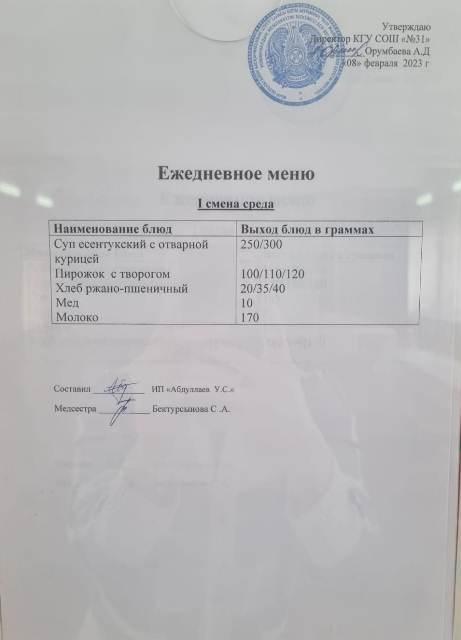 Утверждаю
Директор КГУ СОШ «№31»
Орумбаева А.Д
«08» февраля 2023 г
Ежедневное меню
I смена среда
Наименование блюд Выход блюд в граммах
Суп есентукский с отварной 250/300
курицей
Пирожок с творогом 100/110/120
Хлеб ржано-пшеничный 20/35/40
Мед 10
Молоко 170
Составил ИП «Абдуллаев У.С.»
Медсестра Бектурсынова С .А.